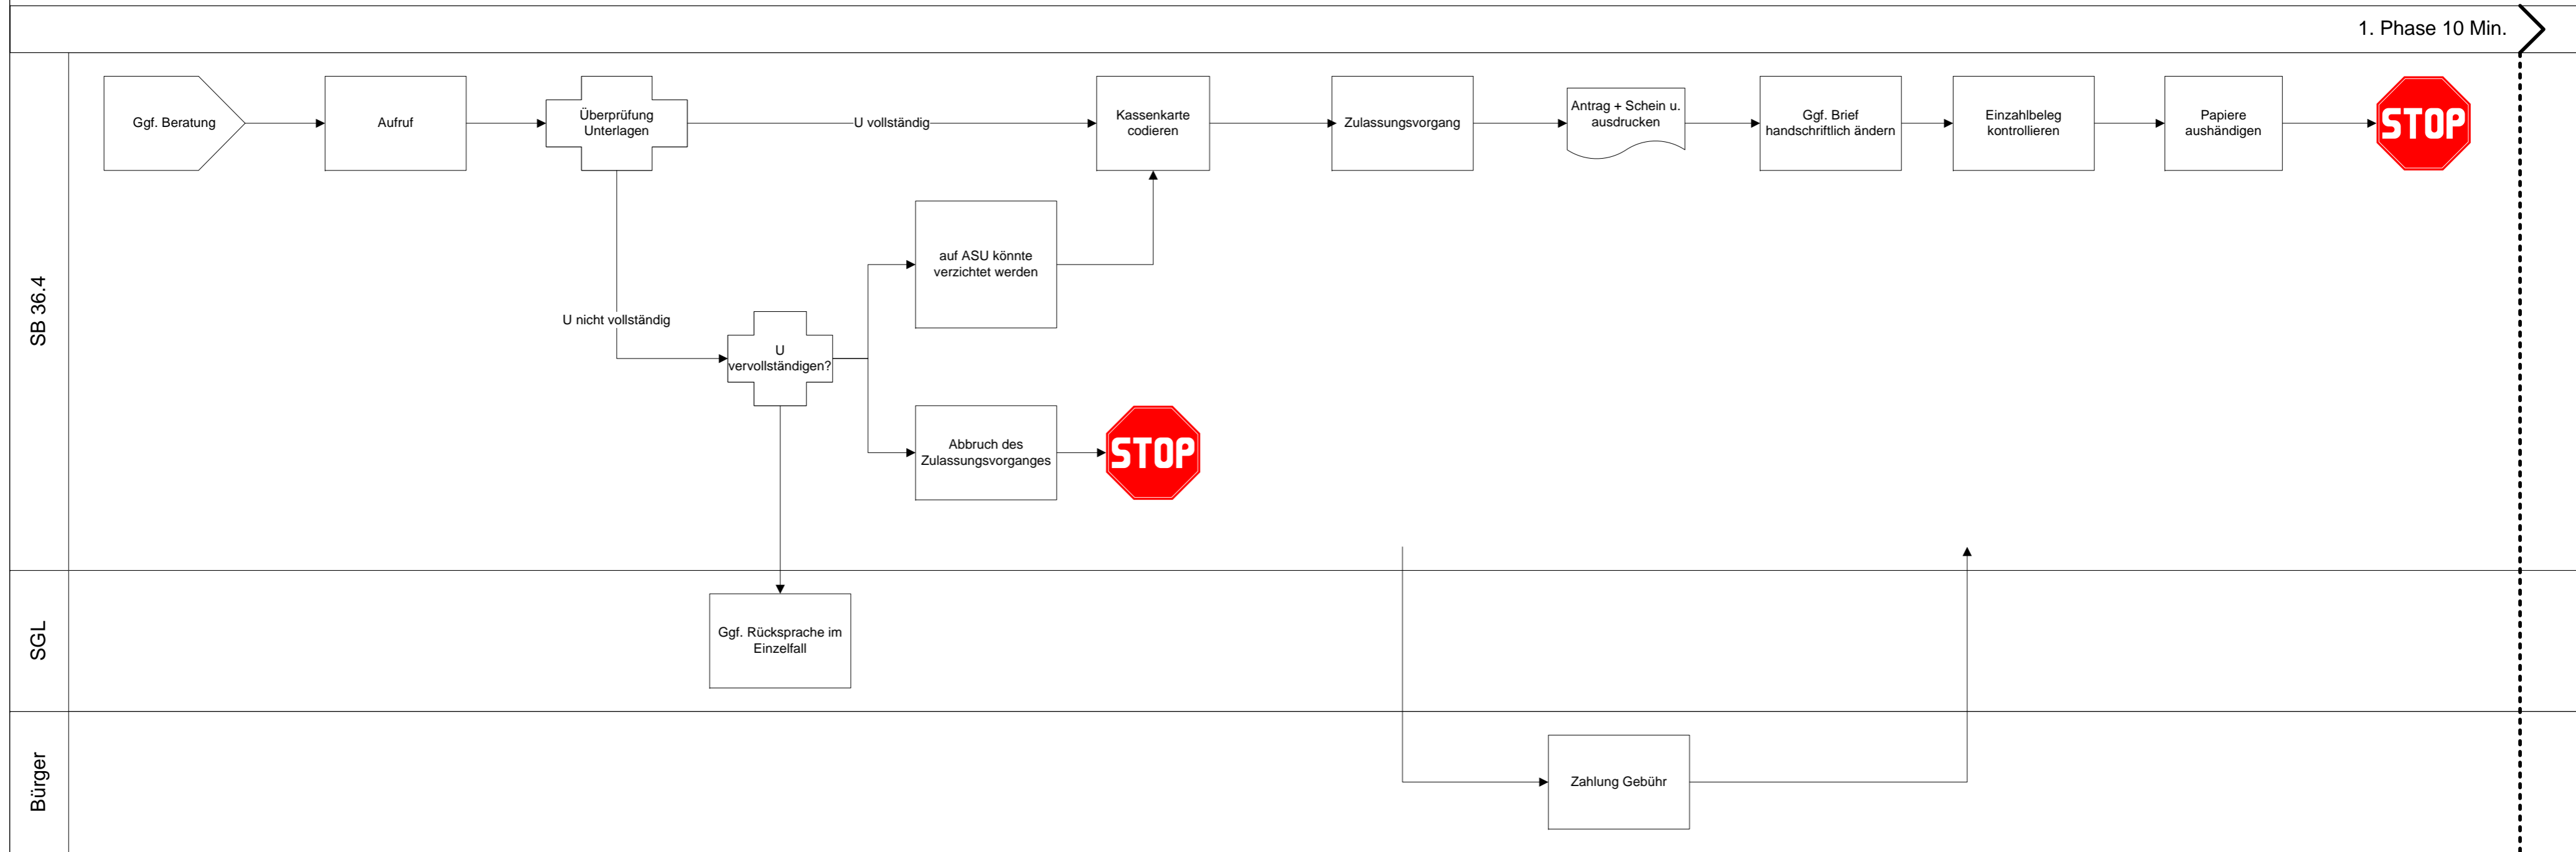 1. Phase 10 Min.
SB 36.4
Ggf. Beratung
Aufruf
Überprüfung
Unterlagen
U vollständig
Kassenkarte
codieren
Zulassungsvorgang
Antrag + Schein u.
ausdrucken
Ggf. Brief
handschriftlich ändern
Einzahlbeleg
kontrollieren
Papiere
aushändigen
STOP
auf ASU könnte
verzichtet werden
U nicht vollständig
U
vervollständigen?
Abbruch des
Zulassungsvorganges
STOP
SGL
Ggf. Rücksprache im
Einzelfall
Bürger
Zahlung Gebühr